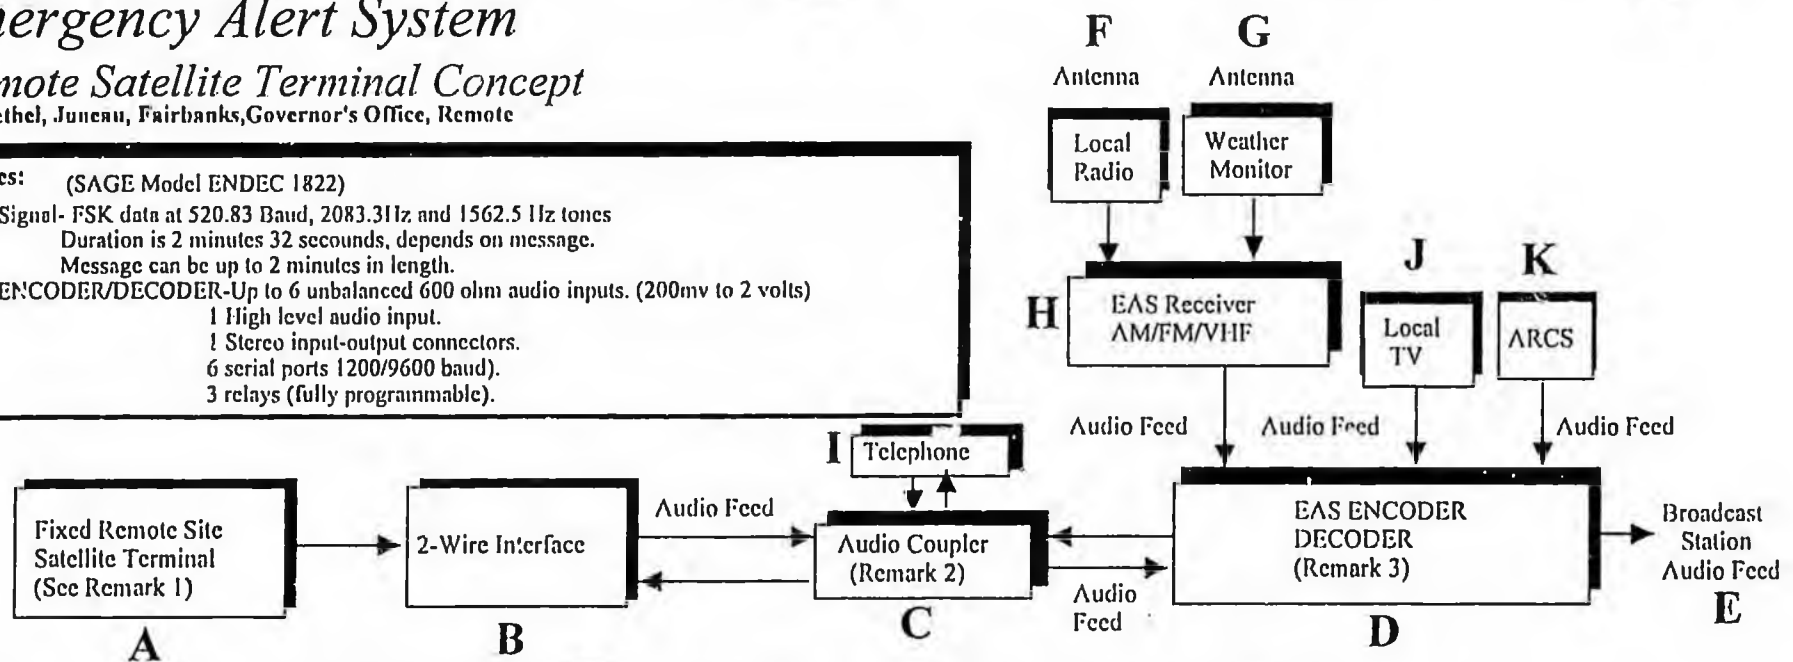 ergency Alert System
mote Satellite Terminal Concept
ethel, Juneau, Fairbanks,Governor's Office, Remote
es: (SAGE Model ENDEC 1822)
Signal- FSK data at 520.83 Baud, 2083.3Hz and 1562.5 Hz tones
Duration is 2 minutes 32 secounds, depends on message.
Message can be up to 2 minutes in length.
ENCODER/DECODER-Up to 6 unbalanced 600 ohm audio inputs. (200mv to 2 volts)
1 High level audio input.
1 Stereo input-output connectors.
6 serial ports 1200/9600 baud).
3 relays (fully programmable).
F
G
Antenna
Antenna
Local
Radio
Weather
Monitor
H
EAS Receiver
AM/FM/VHF
J
K
Local
TV
ARCS
Audio Feed
Audio Feed
Audio Feed
I
Telephone
Fixed Remote Site
Satellite Terminal
(See Remark 1)
A
2-Wire Interface
B
Audio Feed
Audio Coupler
(Remark 2)
C
Audio
Feed
EAS ENCODER
DECODER
(Remark 3)
D
Broadcast
Station
Audio Feed
E